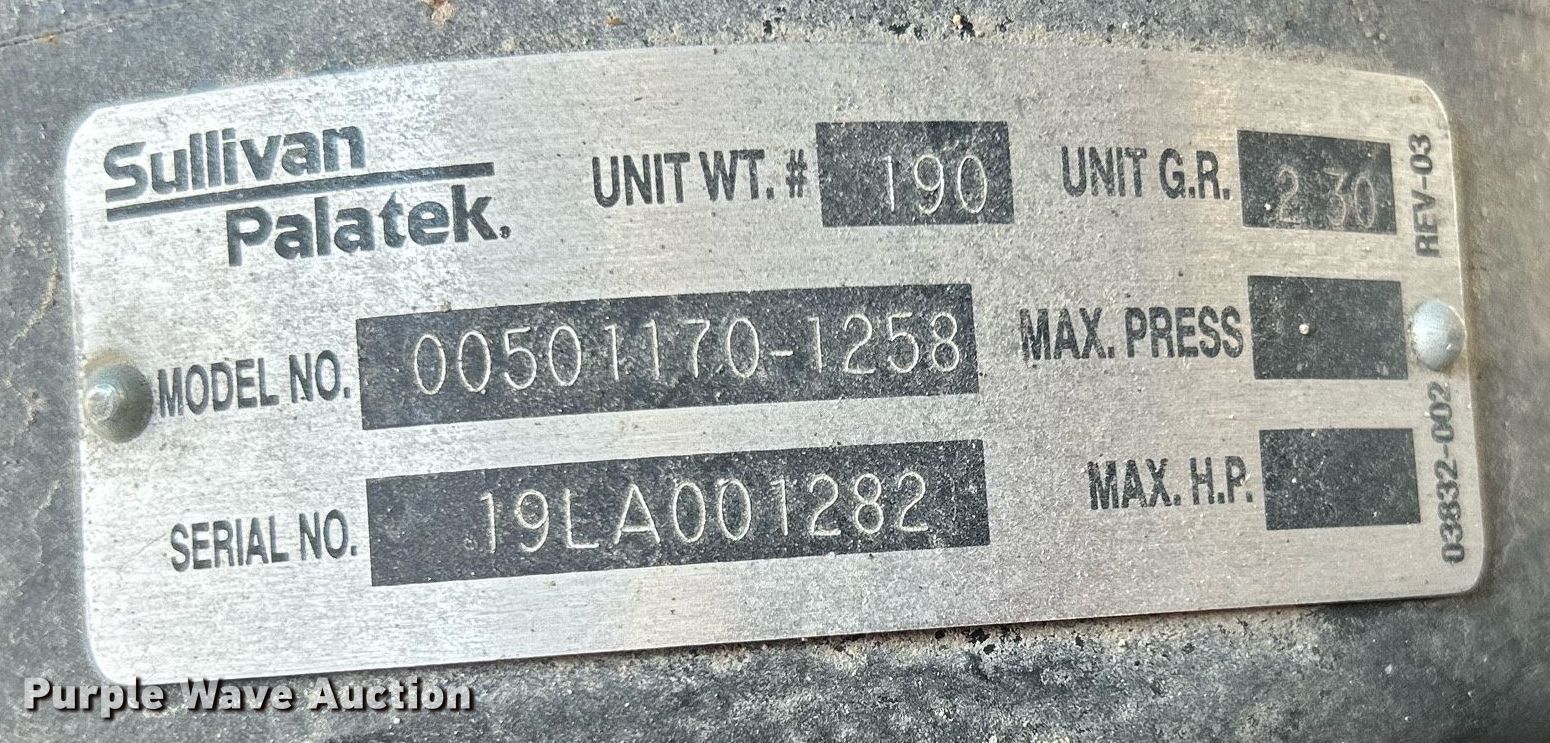 Sullivan
Palatek.
UNIT WT. # 190
UNIT G.R. 2.30
MODEL NO. 00501170-1258
MAX. PRESS
SERIAL NO. 19LA001282
MAX. H.P.
REV-03
03832-002
Purple Wave Auction